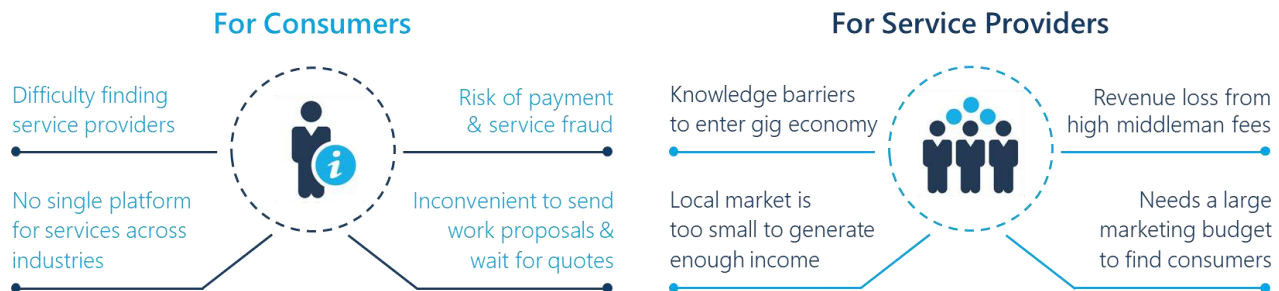 For Consumers
Difficulty finding
service providers
Risk of payment
& service fraud
No single platform
for services across
industries
Inconvenient to send
work proposals &
wait for quotes
i
For Service Providers
Knowledge barriers
to enter gig economy
Revenue loss from
high middleman fees
Local market is
too small to generate
enough income
Needs a large
marketing budget
to find consumers